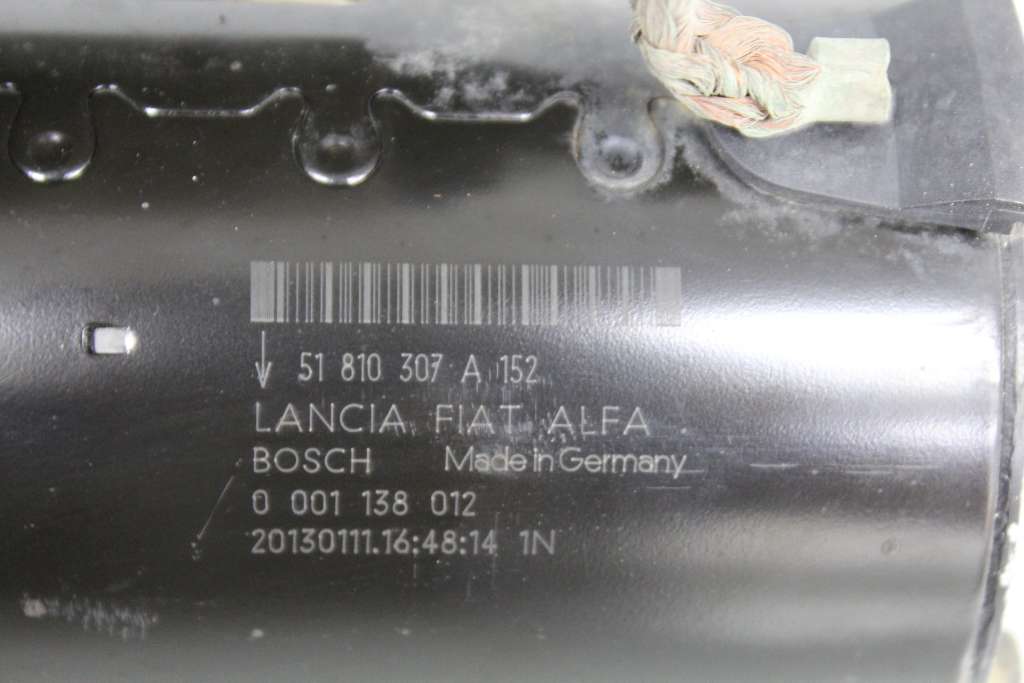 51 810 307 A 152
LANCIA FIAT ALFA
BOSCH Made in Germany
0 001 138 012
20130111.16:48:14 1N